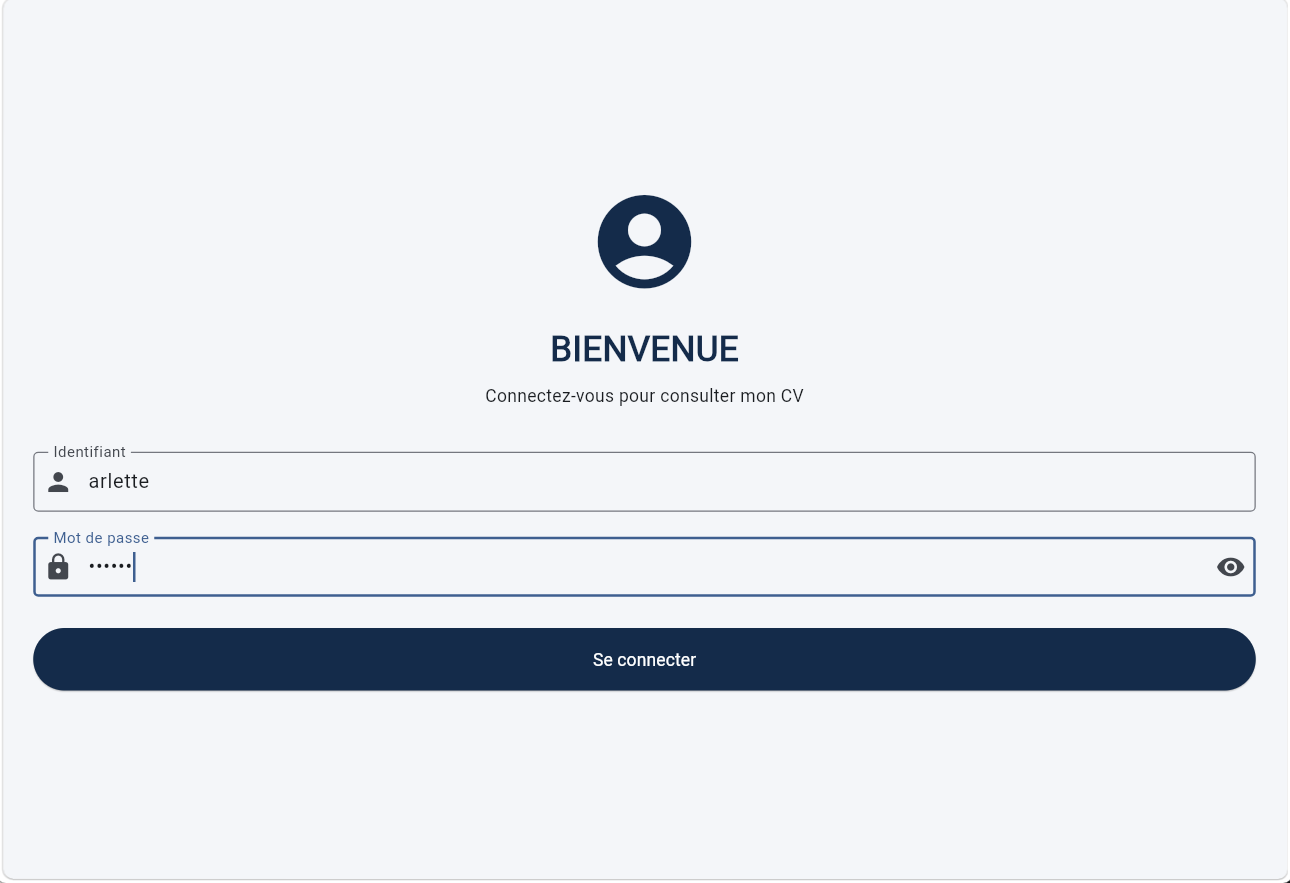 BIENVENUE
Connectez-vous pour consulter mon CV
Identifiant
arlette
Mot de passe
••••••
Se connecter